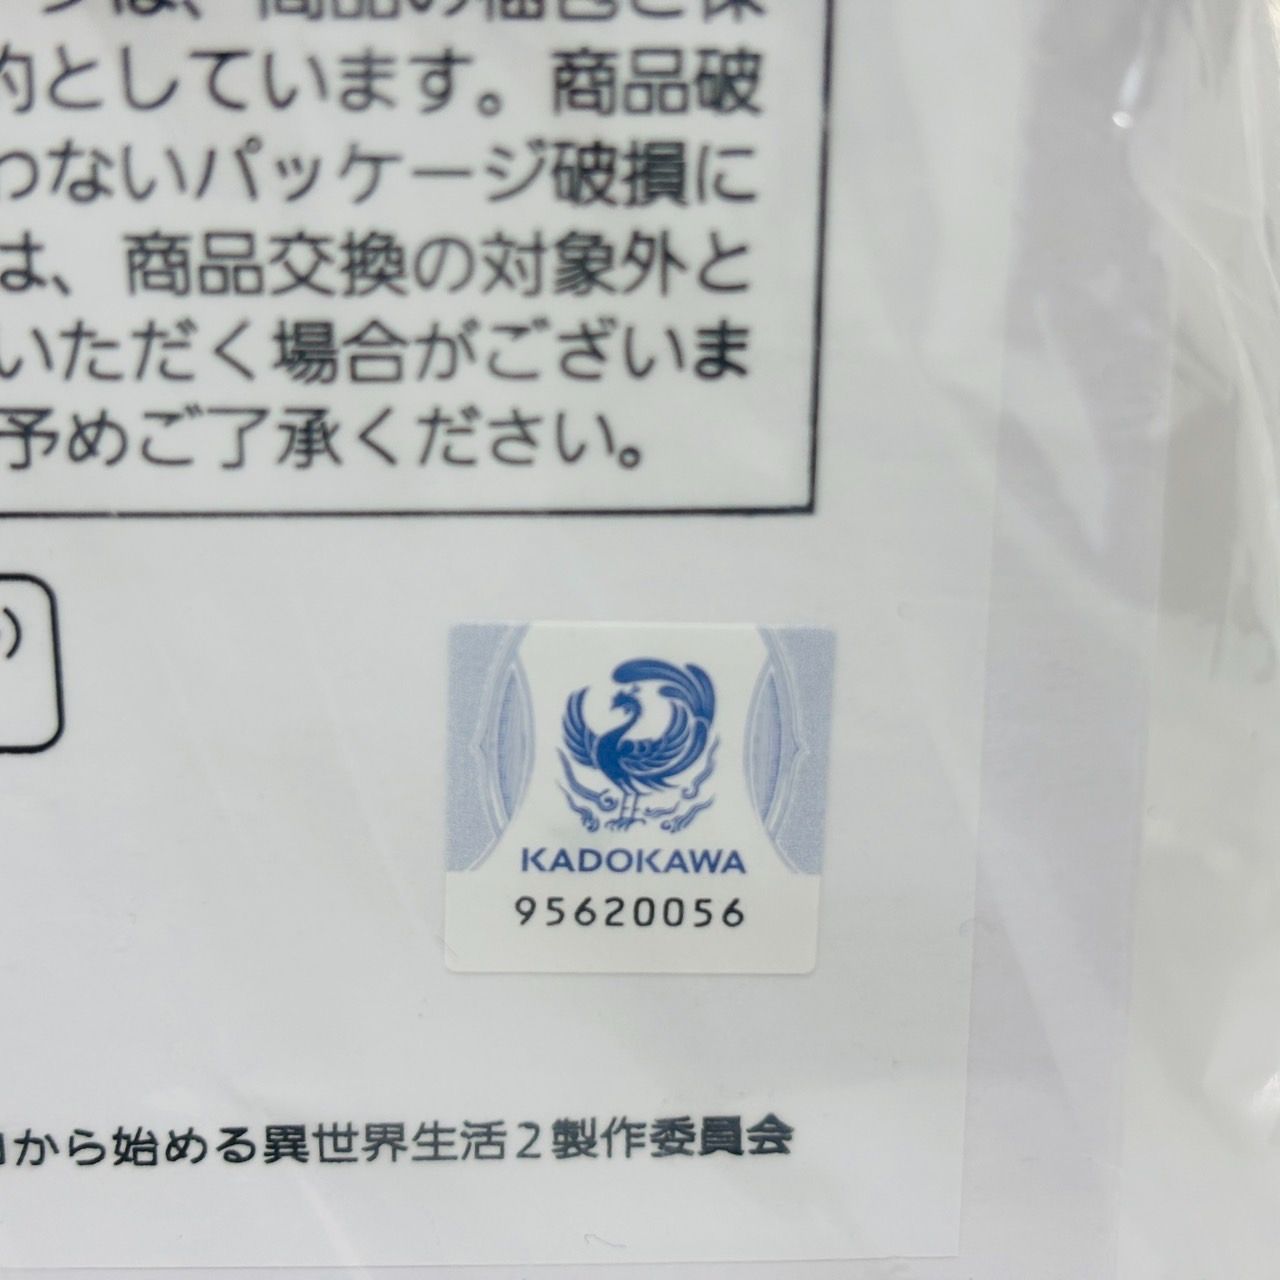 ジは、商品の梱包と保
的としています。商品破
わないパッケージ破損に
は、商品交換の対象外と
いただく場合がございま
予めご了承ください。
KADOKAWA
95620056
ロから始める異世界生活2製作委員会